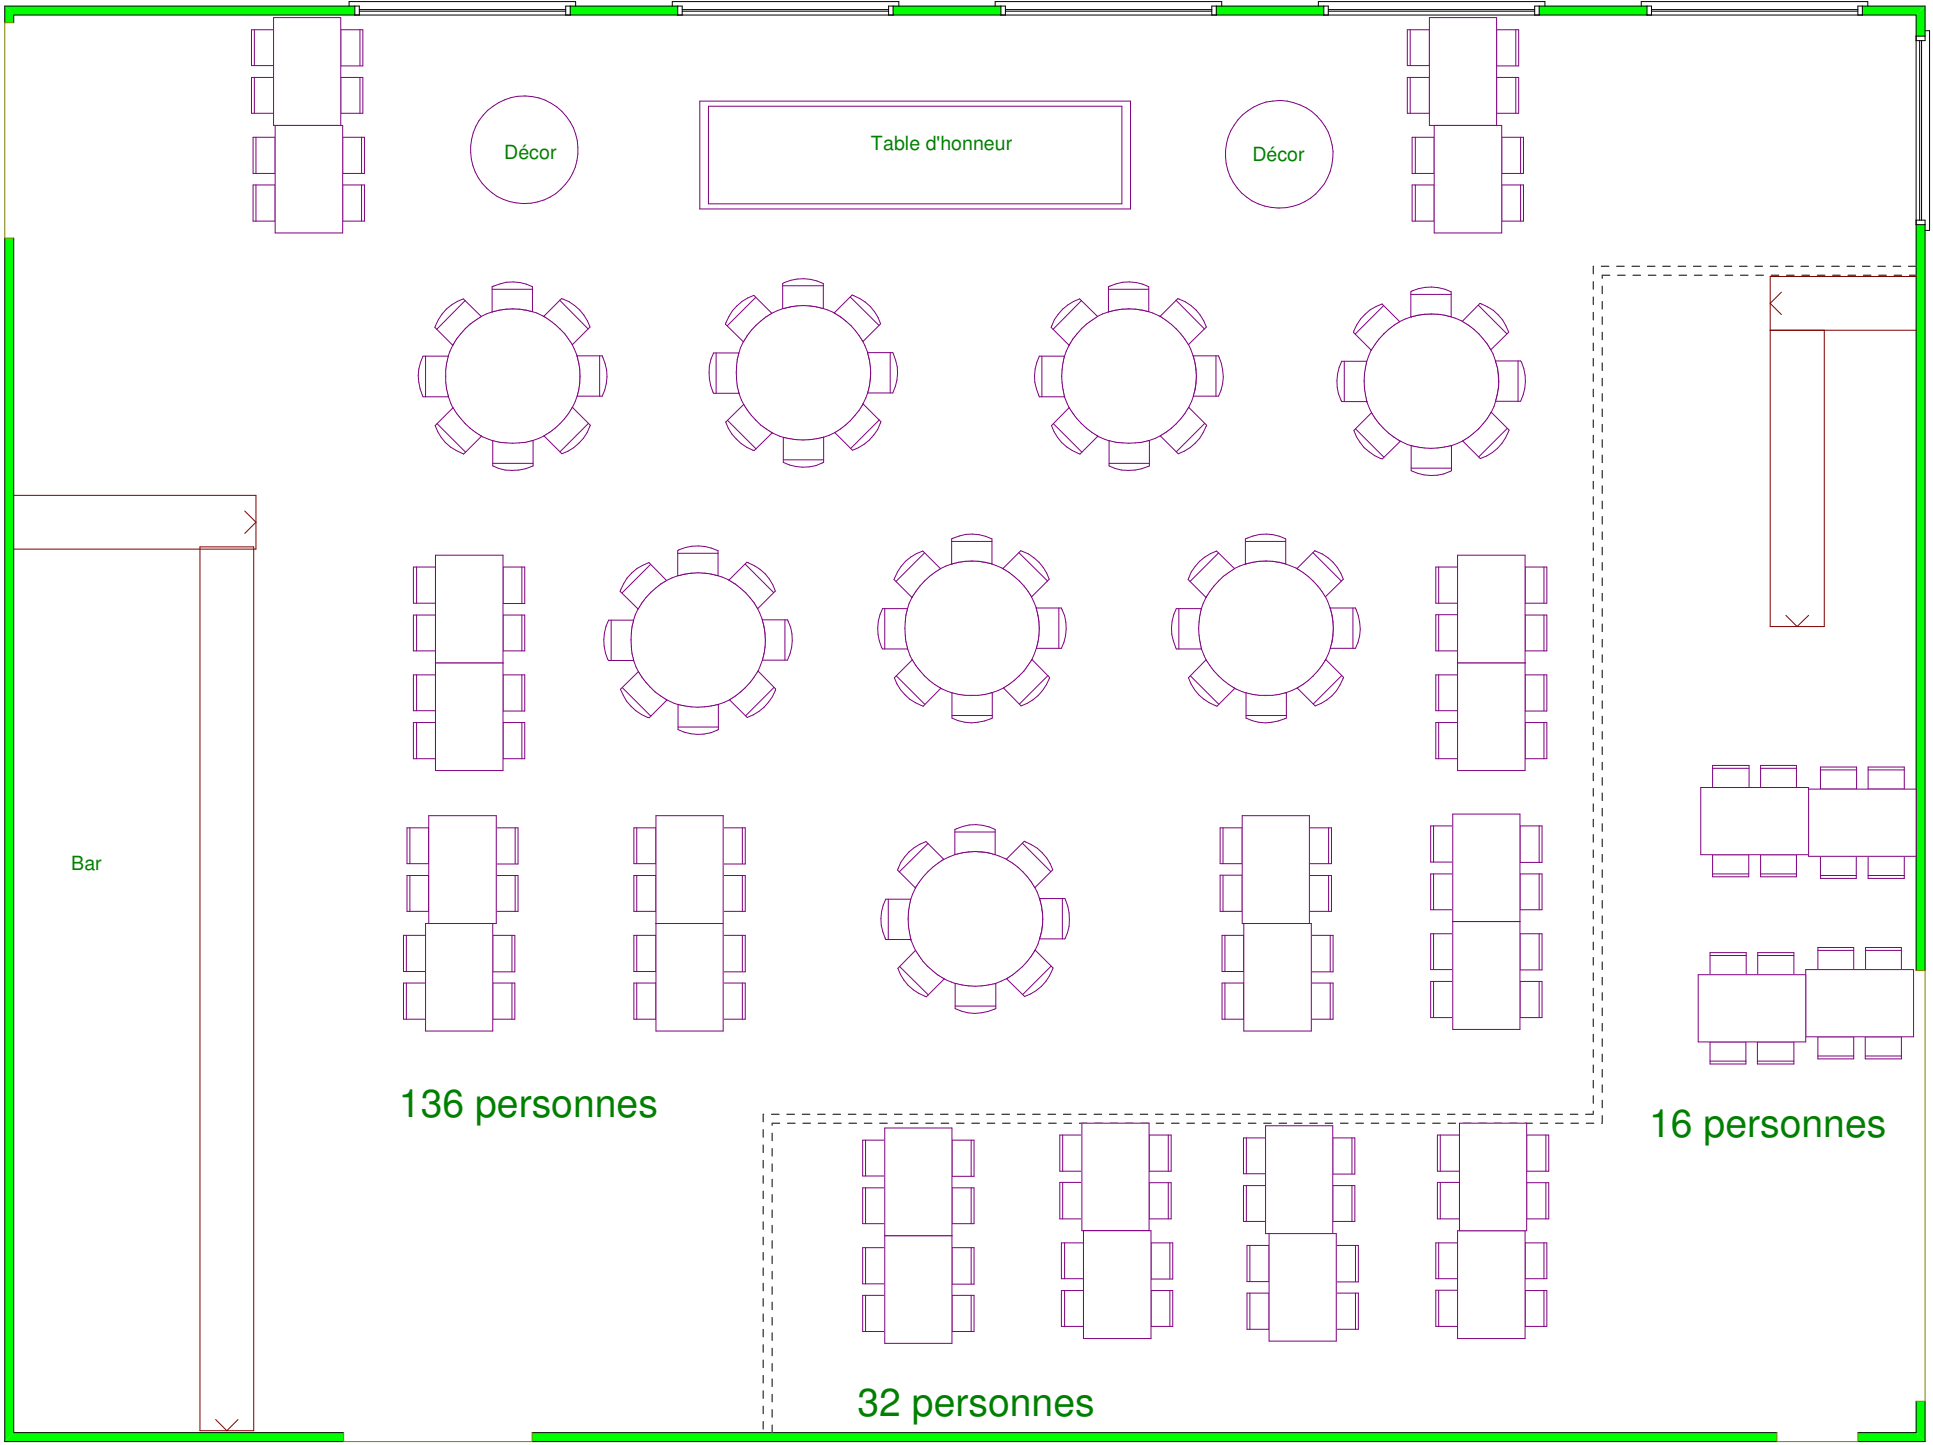 Décor
Table d'honneur
Décor
Bar
136 personnes
16 personnes
32 personnes